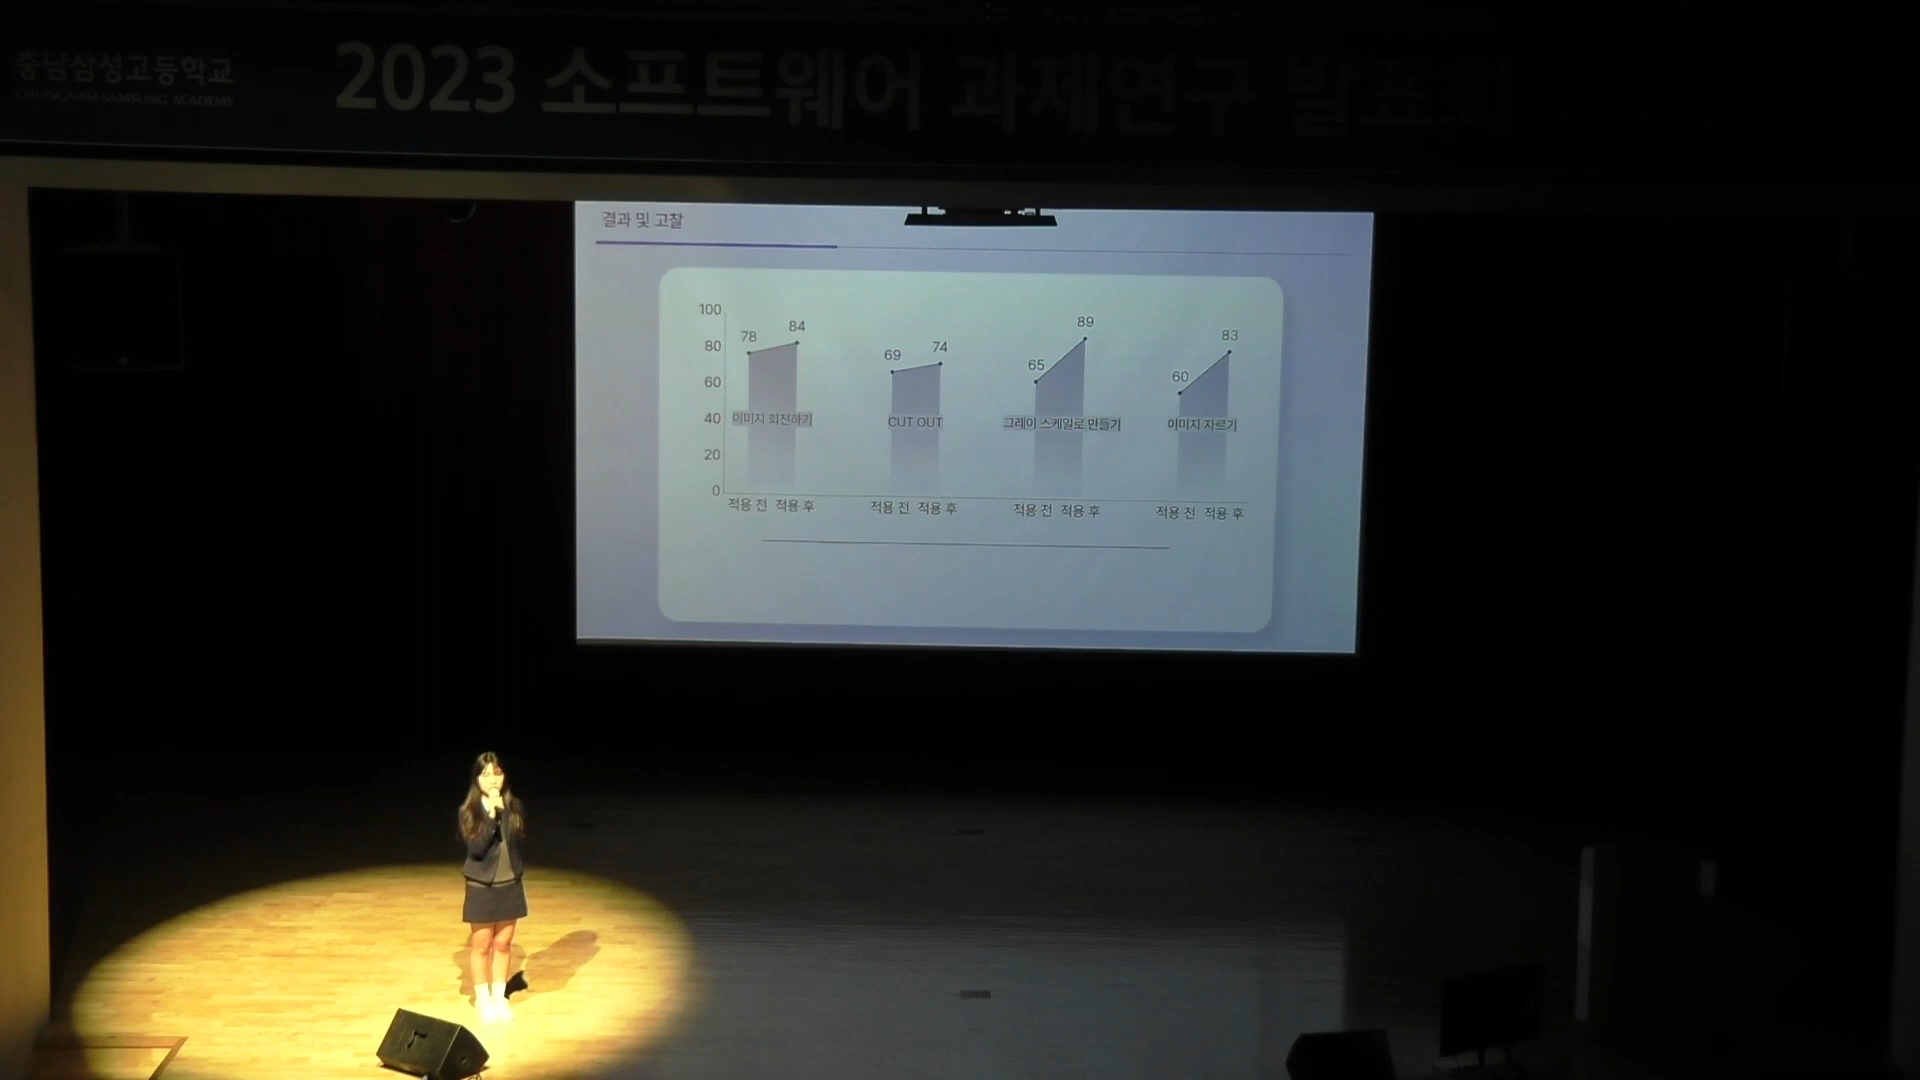 충남삼성고등학교
CHUNGNAM SAMSUNG ACADEMY
2023 소프트웨어 과제연구 발표회
결과 및 고찰
100
80
60
40
20
0
78 84
69 74
65 89
60 83
이미지 회전하기
CUT OUT
그레이 스케일로 만들기
이미지 자르기
적용 전 적용 후
적용 전 적용 후
적용 전 적용 후
적용 전 적용 후